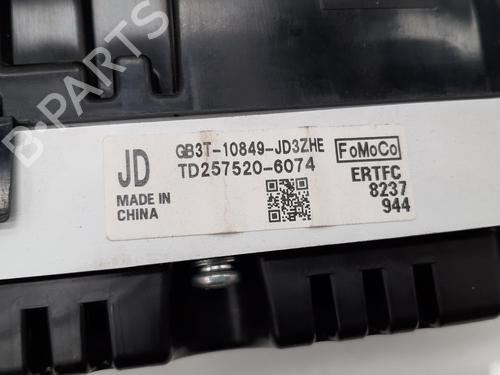 JD
MADE IN
CHINA
GB3T-10849-JD3ZHE
TD257520-6074
FoMoCo
ERTFC
8237
944
B-PARTS